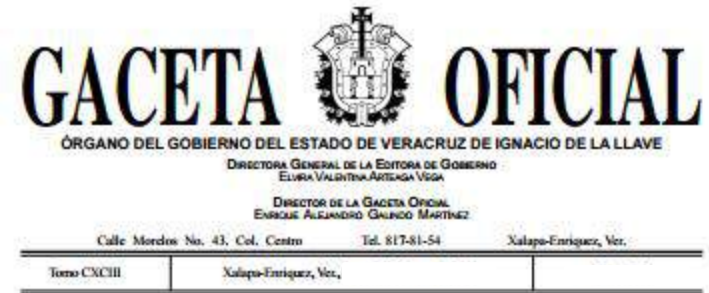 GACETA OFICIAL
ÓRGANO DEL GOBIERNO DEL ESTADO DE VERACRUZ DE IGNACIO DE LA LLAVE
DIRECTORA GENERAL DE LA EDITORA DE GOBIERNO
ELVIRA VALENTINA ARTEAGA VEGA
DIRECTOR DE LA GACETA OFICIAL
ENRIQUE ALEJANDRO GALINDO MARTÍNEZ
Calle Morelos No. 43, Col. Centro Tel. 817-81-54 Xalapa-Enríquez, Ver.
Tomo CXCIII Xalapa-Enríquez, Ver.,